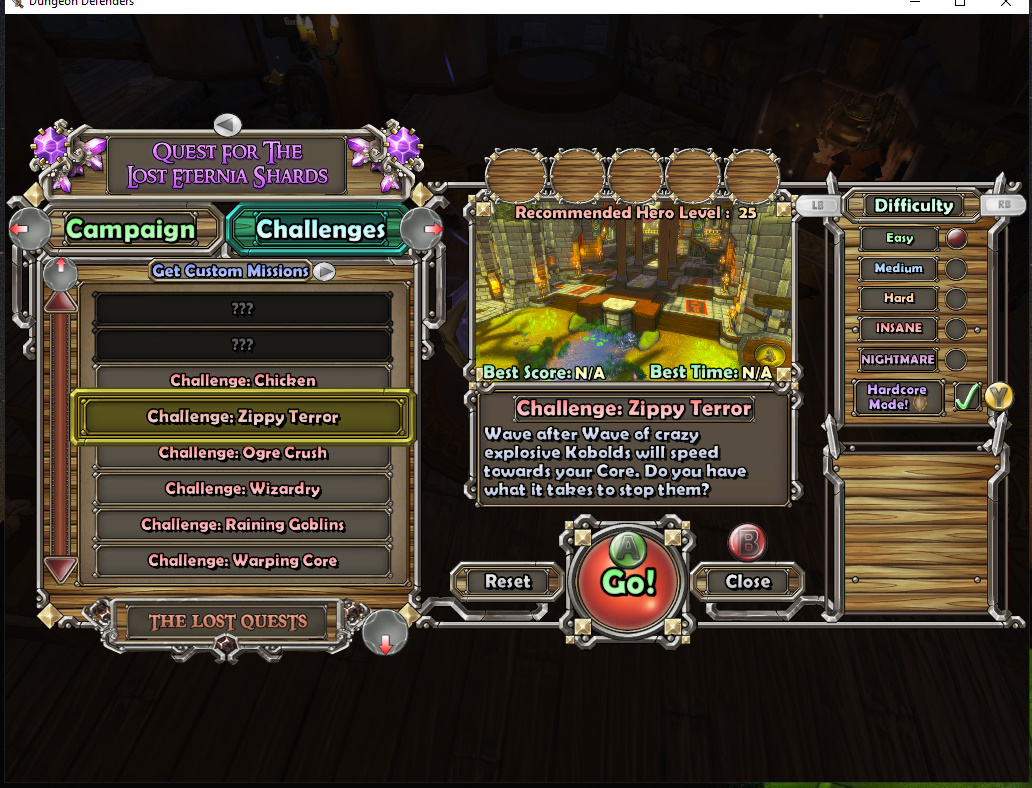 Dungeon Defenders
Quest for The
Lost Eternia Shards
Campaign
Challenges
Get Custom Missions
???
???
Challenge: Chicken
Challenge: Zippy Terror
Challenge: Ogre Crush
Challenge: Wizardry
Challenge: Raining Goblins
Challenge: Warping Core
THE LOST QUESTS
Recommended Hero Level : 25
Best Score: N/A
Best Time: N/A
Challenge: Zippy Terror
Wave after Wave of crazy
explosive Kobolds will speed
towards your Core. Do you have
what it takes to stop them?
Reset
A
Go!
B
Close
LB
Difficulty
RB
Easy
Medium
Hard
INSANE
NIGHTMARE
Hardcore
Mode!
Y